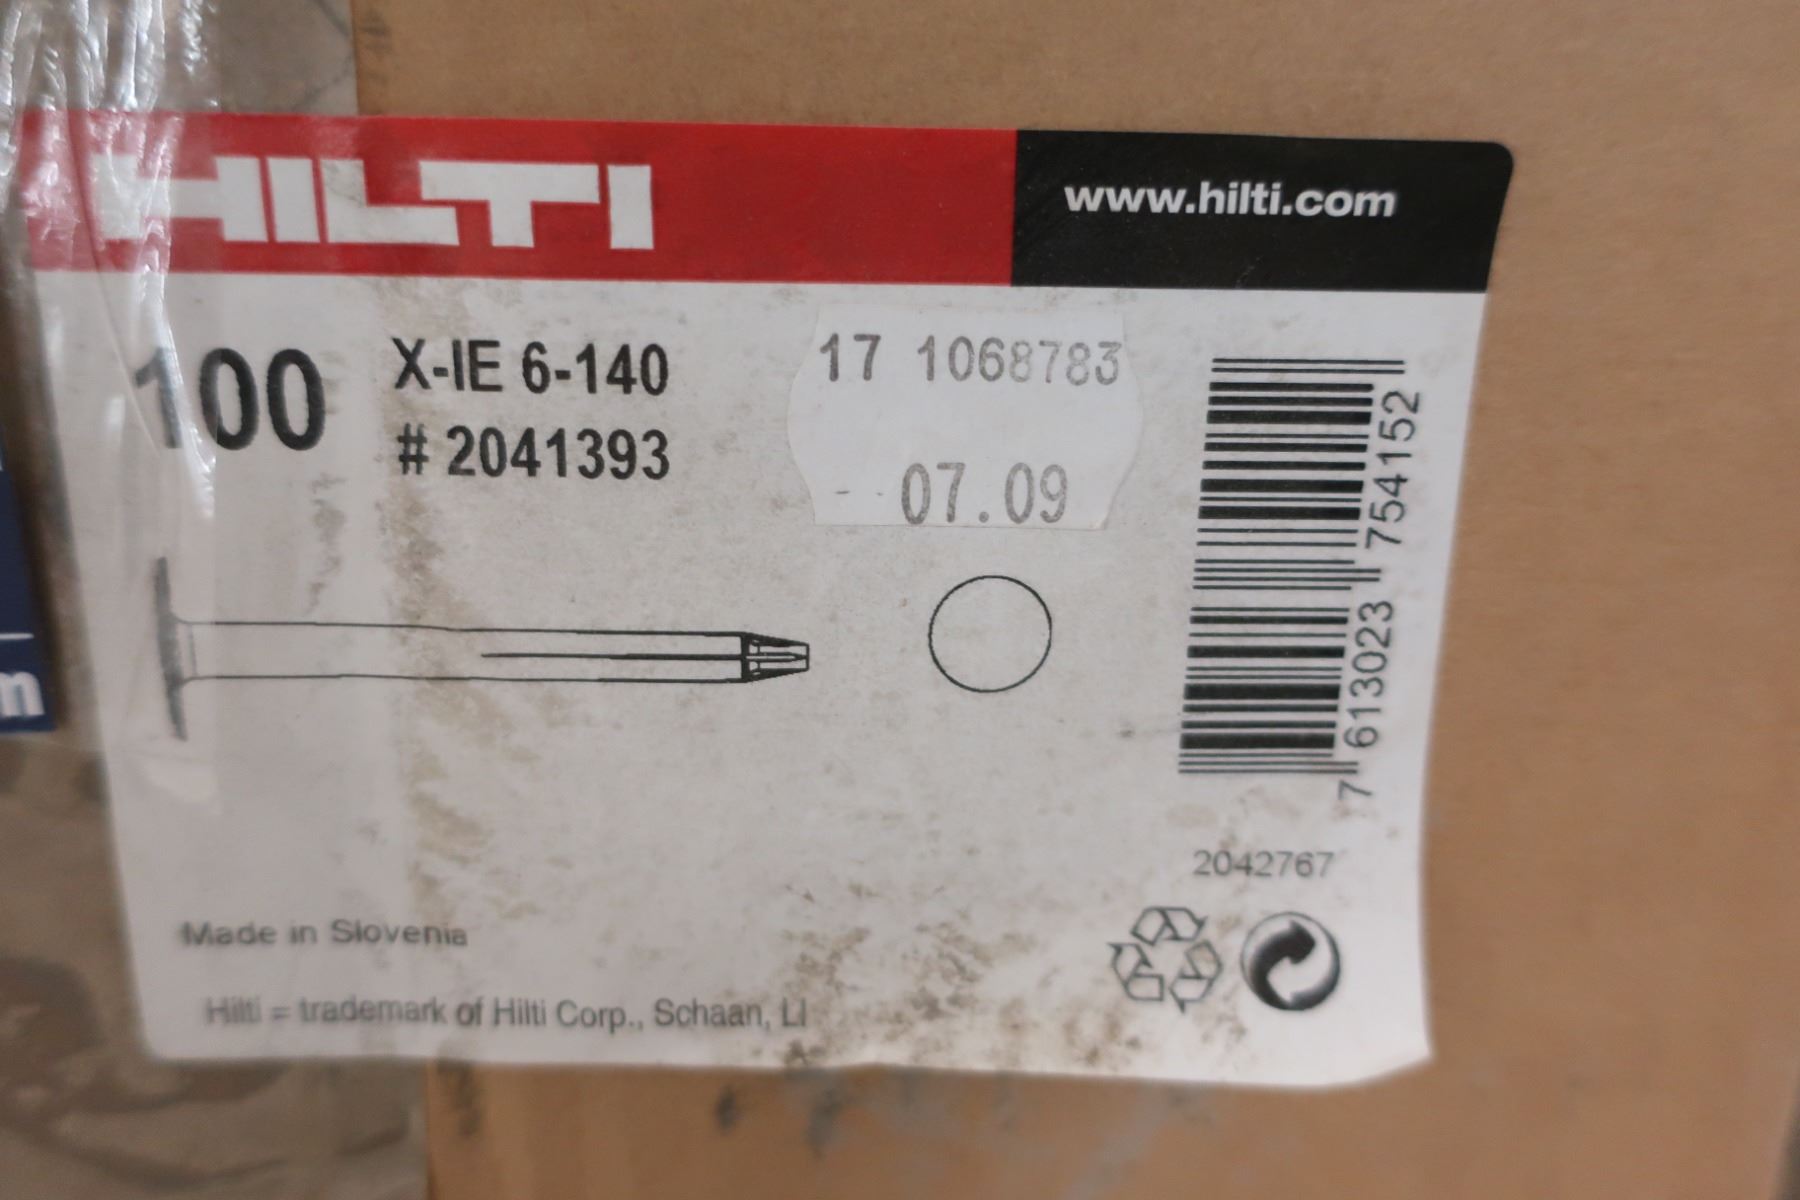 HILTI
www.hilti.com
100
X-IE 6-140
# 2041393
17 1068783
07.09
7 613023 754152
2042767
Made in Slovenia
Hilti = trademark of Hilti Corp., Schaan, LI
m